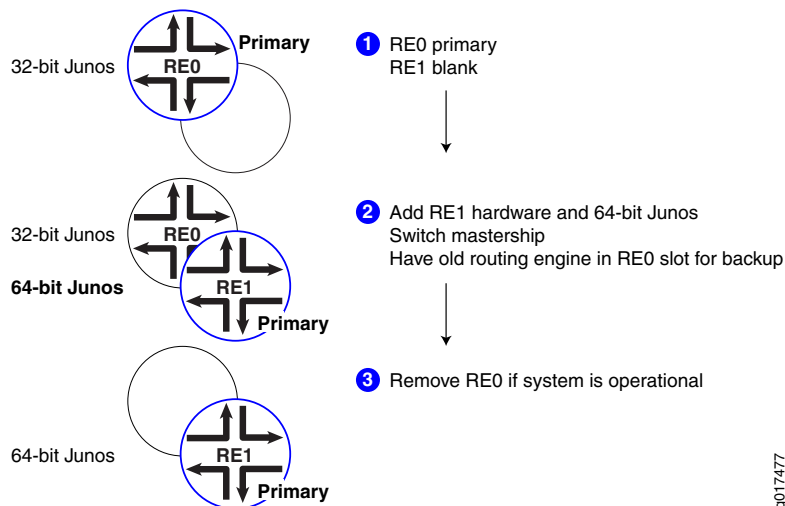 Primary
32-bit Junos
RE0
1 RE0 primary
RE1 blank
32-bit Junos
RE0
64-bit Junos
RE1
Primary
2 Add RE1 hardware and 64-bit Junos
Switch mastership
Have old routing engine in RE0 slot for backup
3 Remove RE0 if system is operational
64-bit Junos
RE1
Primary
g017477